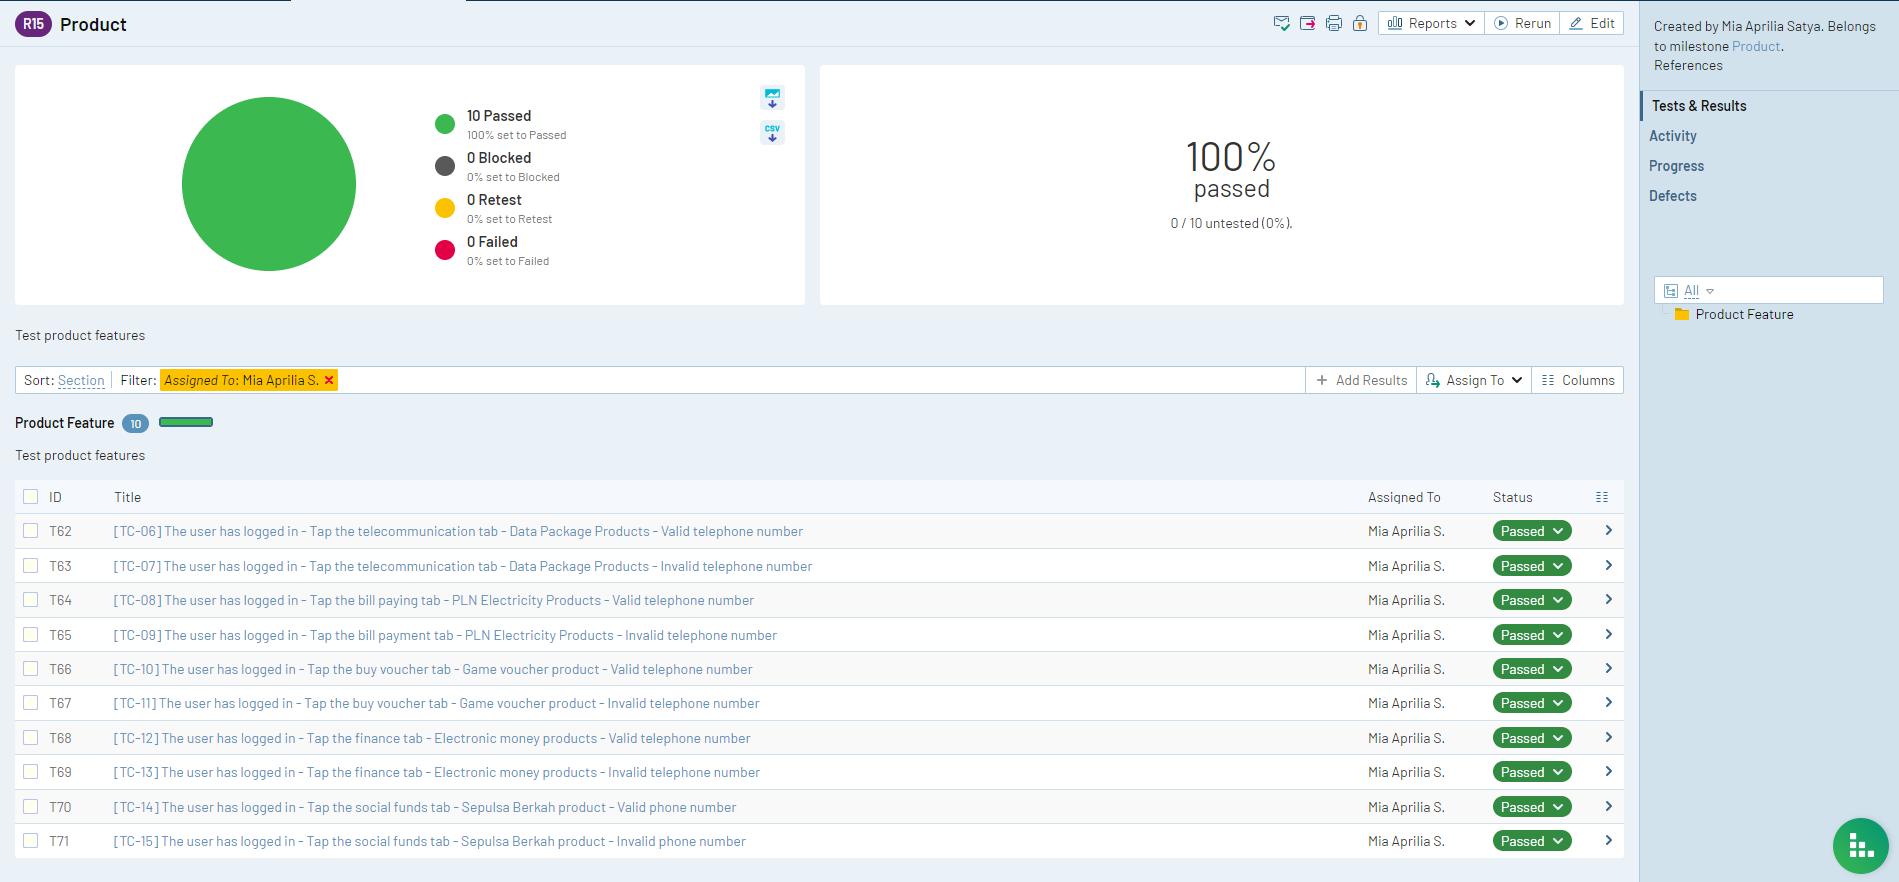 R15 Product
Reports
Rerun
Edit
Created by Mia Aprilia Satya. Belongs
to milestone Product.
References
Tests & Results
Activity
Progress
Defects
All
Product Feature
10 Passed
100% set to Passed
0 Blocked
0% set to Blocked
0 Retest
0% set to Retest
0 Failed
0% set to Failed
CSV
100%
passed
0 / 10 untested (0%).
Test product features
Sort: Section Filter: Assigned To: Mia Aprilia S. Add Results Assign To Columns
Product Feature 10
Test product features
ID Title Assigned To Status
T62 [TC-06] The user has logged in - Tap the telecommunication tab - Data Package Products - Valid telephone number Mia Aprilia S. Passed
T63 [TC-07] The user has logged in - Tap the telecommunication tab - Data Package Products - Invalid telephone number Mia Aprilia S. Passed
T64 [TC-08] The user has logged in - Tap the bill paying tab - PLN Electricity Products - Valid telephone number Mia Aprilia S. Passed
T65 [TC-09] The user has logged in - Tap the bill payment tab - PLN Electricity Products - Invalid telephone number Mia Aprilia S. Passed
T66 [TC-10] The user has logged in - Tap the buy voucher tab - Game voucher product - Valid telephone number Mia Aprilia S. Passed
T67 [TC-11] The user has logged in - Tap the buy voucher tab - Game voucher product - Invalid telephone number Mia Aprilia S. Passed
T68 [TC-12] The user has logged in - Tap the finance tab - Electronic money products - Valid telephone number Mia Aprilia S. Passed
T69 [TC-13] The user has logged in - Tap the finance tab - Electronic money products - Invalid telephone number Mia Aprilia S. Passed
T70 [TC-14] The user has logged in - Tap the social funds tab - Sepulsa Berkah product - Valid phone number Mia Aprilia S. Passed
T71 [TC-15] The user has logged in - Tap the social funds tab - Sepulsa Berkah product - Invalid phone number Mia Aprilia S. Passed